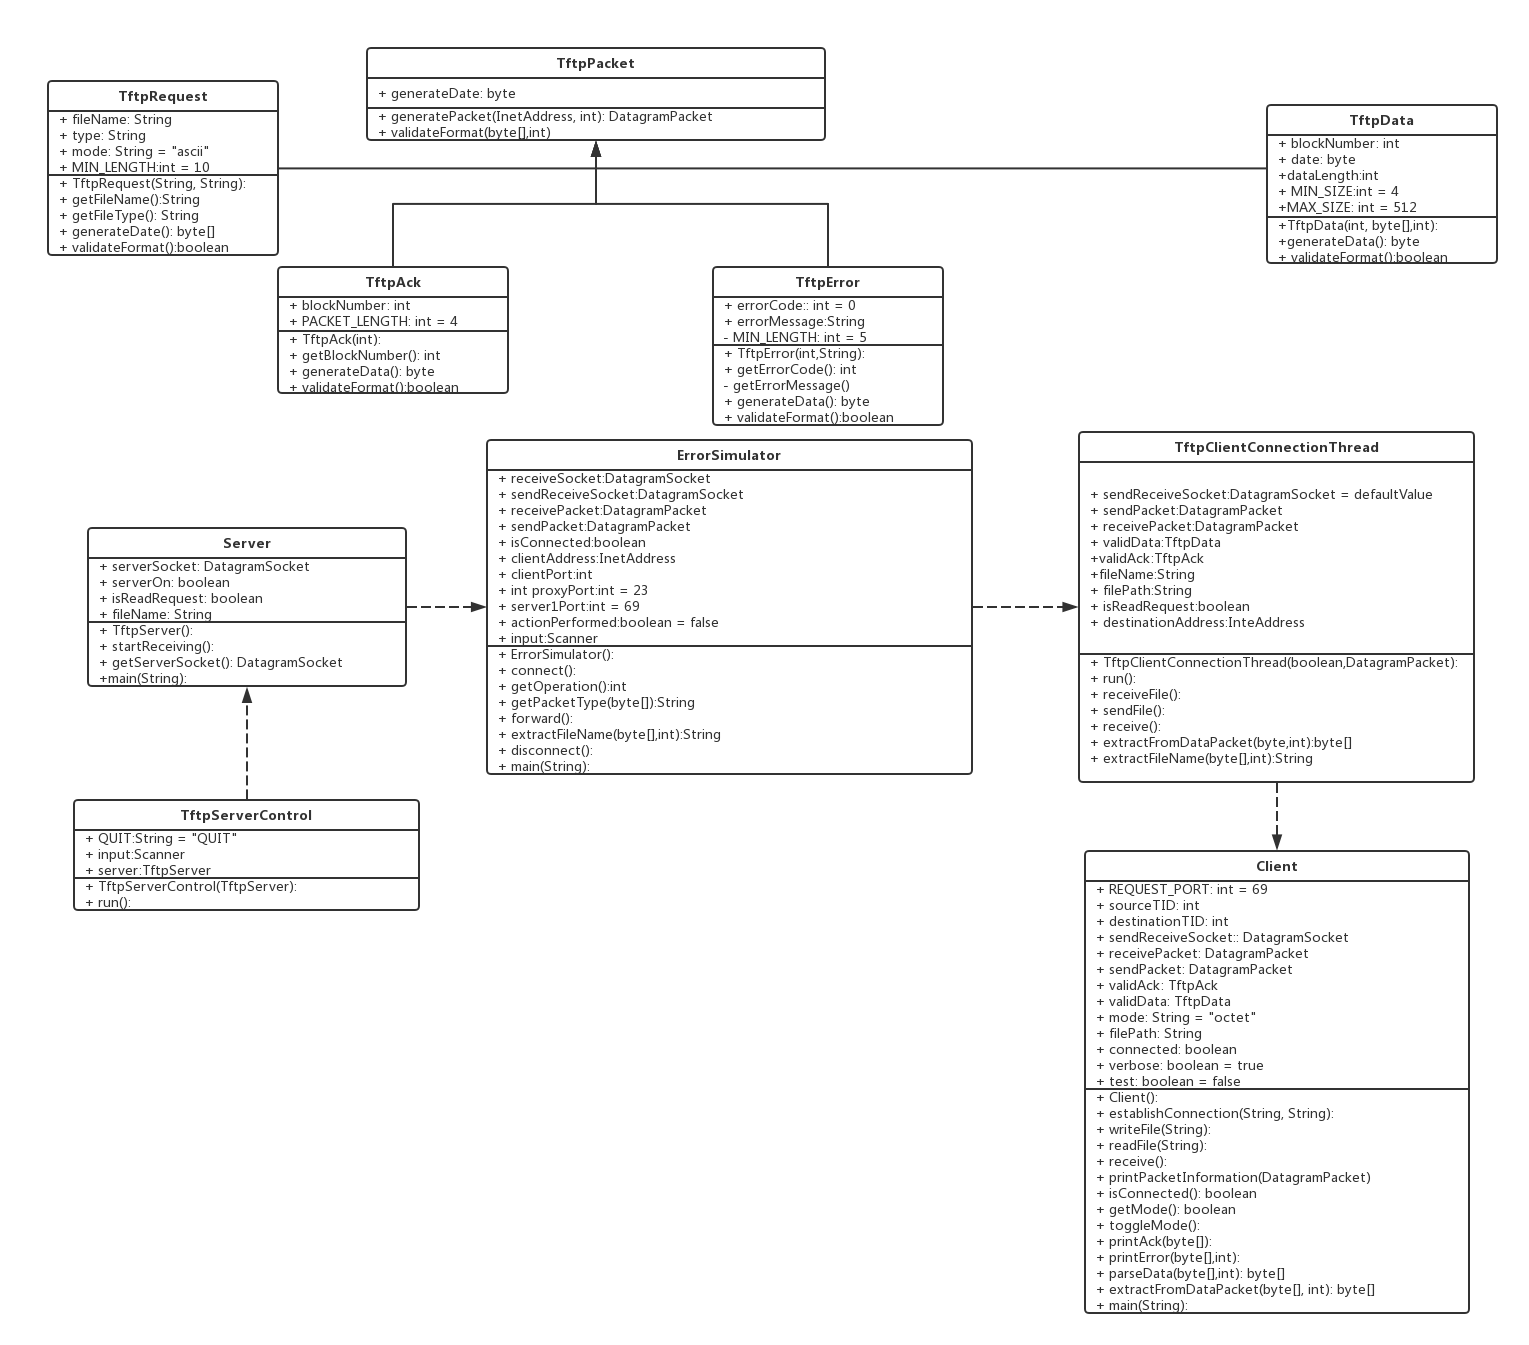 TftpPacket
+ generateDate: byte
+ generatePacket(InetAddress, int): DatagramPacket
+ validateFormat(byte[],int)
TftpRequest
+ fileName: String
+ type: String
+ mode: String = "ascii"
+ MIN_LENGTH:int = 10
+ TftpRequest(String, String):
+ getFileName():String
+ getFileType(): String
+ generateDate(): byte[]
+ validateFormat():boolean
TftpData
+ blockNumber: int
+ date: byte
+dataLength:int
+ MIN_SIZE:int = 4
+MAX_SIZE: int = 512
+TftpData(int, byte[],int):
+generateData(): byte
+ validateFormat():boolean
TftpAck
+ blockNumber: int
+ PACKET_LENGTH: int = 4
+ TftpAck(int):
+ getBlockNumber(): int
+ generateData(): byte
+ validateFormat():boolean
TftpError
+ errorCode:: int = 0
+ errorMessage:String
- MIN_LENGTH: int = 5
+ TftpError(int,String):
+ getErrorCode(): int
- getErrorMessage()
+ generateData(): byte
+ validateFormat():boolean
ErrorSimulator
+ receiveSocket:DatagramSocket
+ sendReceiveSocket:DatagramSocket
+ receivePacket:DatagramPacket
+ sendPacket:DatagramPacket
+ isConnected:boolean
+ clientAddress:InetAddress
+ clientPort:int
+ int proxyPort:int = 23
+ server1Port:int = 69
+ actionPerformed:boolean = false
+ input:Scanner
+ ErrorSimulator():
+ connect():
+ getOperation():int
+ getPacketType(byte[]):String
+ forward():
+ extractFileName(byte[],int):String
+ disconnect():
+ main(String):
TftpClientConnectionThread
+ sendReceiveSocket:DatagramSocket = defaultValue
+ sendPacket:DatagramPacket
+ receivePacket:DatagramPacket
+ validData:TftpData
+validAck:TftpAck
+fileName:String
+ filePath:String
+ isReadRequest:boolean
+ destinationAddress:InteAddress
+ TftpClientConnectionThread(boolean,DatagramPacket):
+ run():
+ receiveFile():
+ sendFile():
+ receive():
+ extractFromDataPacket(byte,int):byte[]
+ extractFileName(byte[],int):String
Server
+ serverSocket: DatagramSocket
+ serverOn: boolean
+ isReadRequest: boolean
+ fileName: String
+ TftpServer():
+ startReceiving():
+ getServerSocket(): DatagramSocket
+main(String):
TftpServerControl
+ QUIT:String = "QUIT"
+ input:Scanner
+ server:TftpServer
+ TftpServerControl(TftpServer):
+ run():
Client
+ REQUEST_PORT: int = 69
+ sourceTID: int
+ destinationTID: int
+ sendReceiveSocket:: DatagramSocket
+ receivePacket: DatagramPacket
+ sendPacket: DatagramPacket
+ validAck: TftpAck
+ validData: TftpData
+ mode: String = "octet"
+ filePath: String
+ connected: boolean
+ verbose: boolean = true
+ test: boolean = false
+ Client():
+ establishConnection(String, String):
+ writeFile(String):
+ readFile(String):
+ receive():
+ printPacketInformation(DatagramPacket)
+ isConnected(): boolean
+ getMode(): boolean
+ toggleMode():
+ printAck(byte[]):
+ printError(byte[],int):
+ parseData(byte[],int): byte[]
+ extractFromDataPacket(byte[], int): byte[]
+ main(String):